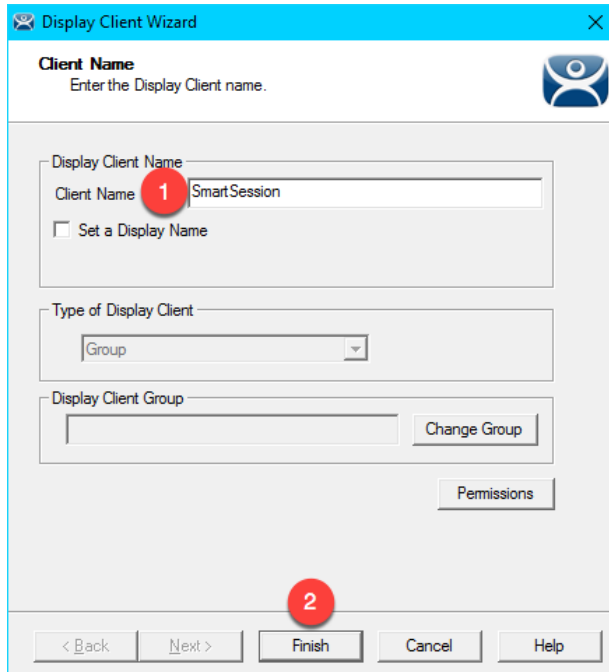 Display Client Wizard
Client Name
Enter the Display Client name.
Display Client Name
Client Name 1 SmartSession
Set a Display Name
Type of Display Client
Group
Display Client Group
Change Group
Permissions
2
< Back Next > Finish Cancel Help